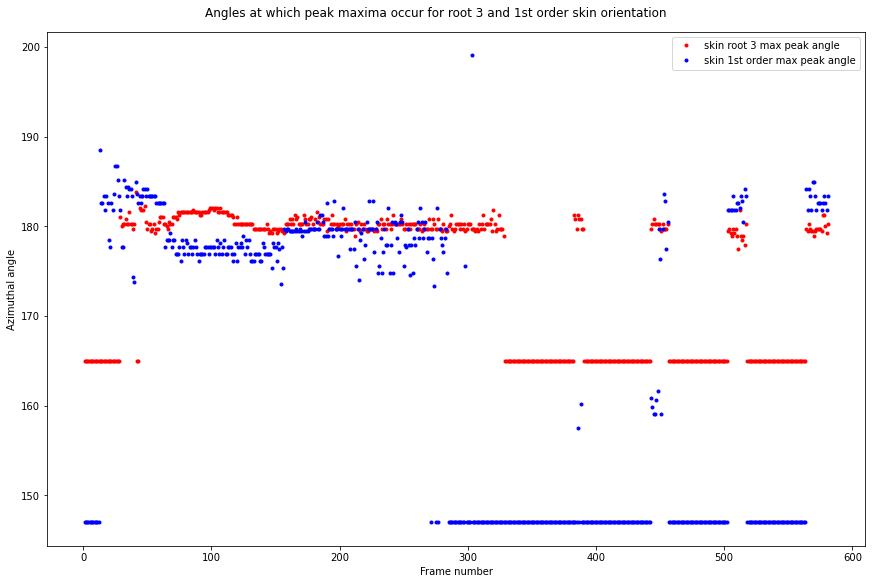 Angles at which peak maxima occur for root 3 and 1st order skin orientation
skin root 3 max peak angle
skin 1st order max peak angle
200
190
180
170
160
150
Azimuthal angle
0 100 200 300 400 500 600
Frame number